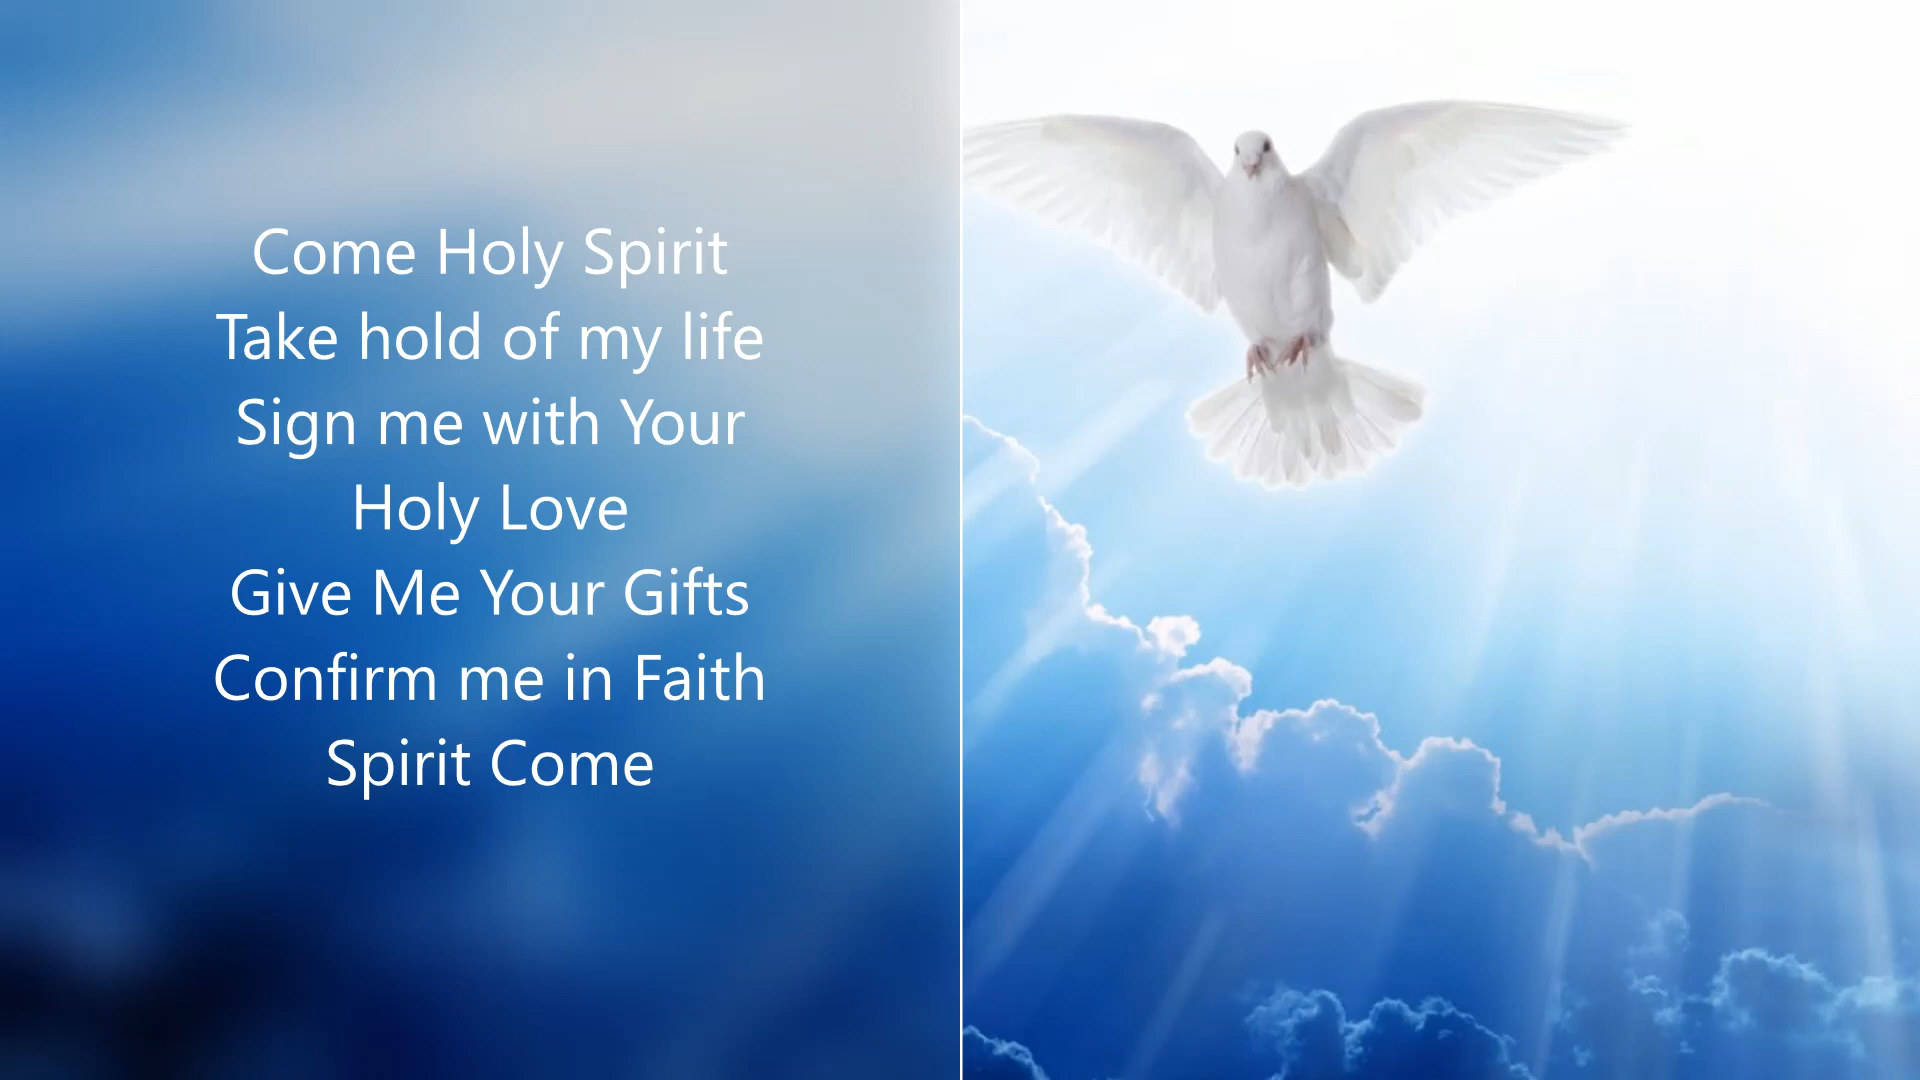 Come Holy Spirit
Take hold of my life
Sign me with Your
Holy Love
Give Me Your Gifts
Confirm me in Faith
Spirit Come